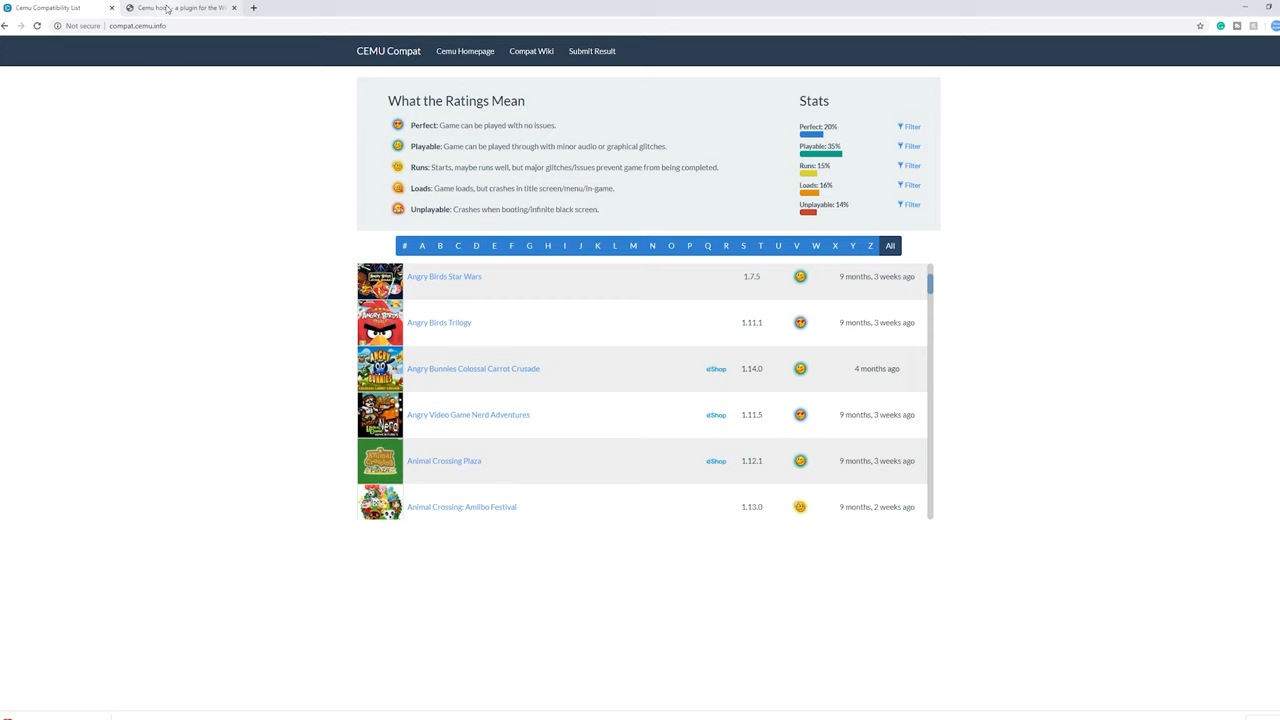 Cemu Compatibility List
Cemu hook - a plugin for the W
Not secure | compat.cemu.info
CEMU Compat Cemu Homepage Compat Wiki Submit Result
What the Ratings Mean
Perfect: Game can be played with no issues.
Playable: Game can be played through with minor audio or graphical glitches.
Runs: Starts, maybe runs well, but major glitches/issues prevent game from being completed.
Loads: Game loads, but crashes in title screen/menu/in-game.
Unplayable: Crashes when booting/infinite black screen.
Stats
Perfect: 20% Filter
Playable: 35% Filter
Runs: 15% Filter
Loads: 16% Filter
Unplayable: 14% Filter
# A B C D E F G H I J K L M N O P Q R S T U V W X Y Z All
Angry Birds Star Wars 1.7.5 9 months, 3 weeks ago
Angry Birds Trilogy 1.11.1 9 months, 3 weeks ago
Angry Bunnies Colossal Carrot Crusade eShop 1.14.0 4 months ago
Angry Video Game Nerd Adventures eShop 1.11.5 9 months, 3 weeks ago
Animal Crossing Plaza eShop 1.12.1 9 months, 3 weeks ago
Animal Crossing: Amiibo Festival 1.13.0 9 months, 2 weeks ago